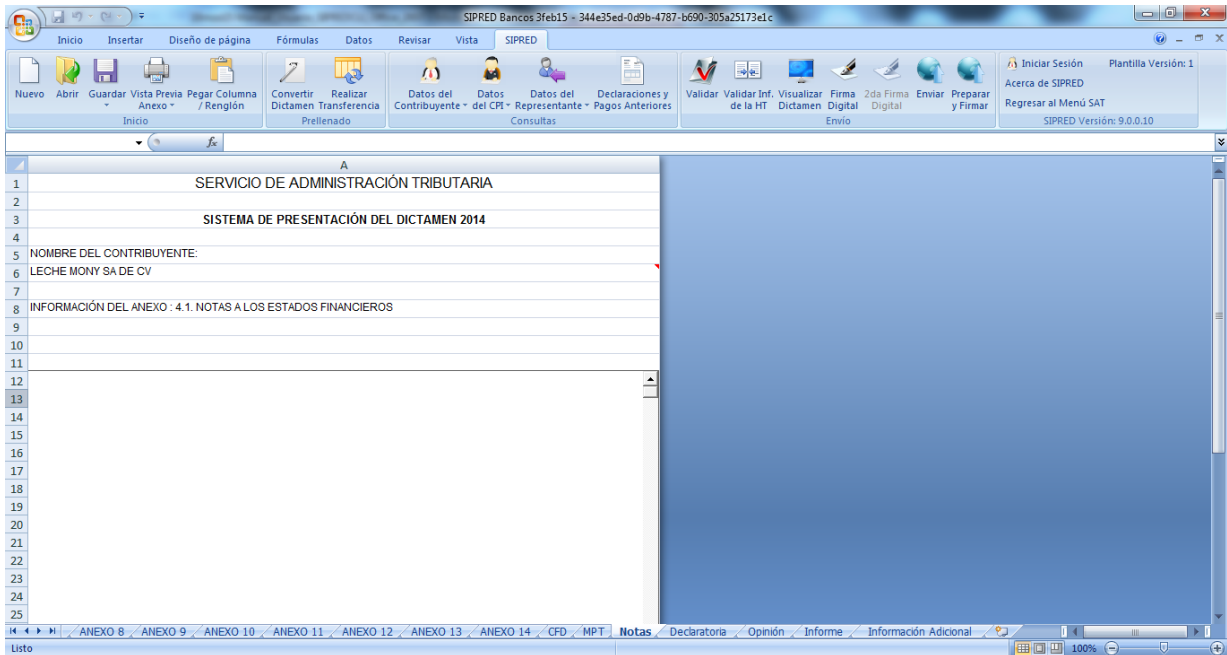 SIPRED Bancos 3feb15 - 344e35ed-0d9b-4787-b690-305a25173e1c
Inicio Insertar Diseño de página Fórmulas Datos Revisar Vista SIPRED
Nuevo Abrir Guardar Vista Previa Anexo Pegar Columna / Renglón Convertir Dictamen Realizar Transferencia Datos del Contribuyente Datos del CPI Datos del Representante Declaraciones y Pagos Anteriores Validar Validar Inf. de la HT Visualizar Dictamen Firma Digital 2da Firma Digital Enviar Preparar y Firmar
Iniciar Sesión Plantilla Versión: 1
Acerca de SIPRED
Regresar al Menú SAT
Inicio Prellenado Consultas Envío SIPRED Versión: 9.0.0.10
fx
A
1 SERVICIO DE ADMINISTRACIÓN TRIBUTARIA
2
3 SISTEMA DE PRESENTACIÓN DEL DICTAMEN 2014
4
5 NOMBRE DEL CONTRIBUYENTE:
6 LECHE MONY SA DE CV
7
8 INFORMACIÓN DEL ANEXO : 4.1. NOTAS A LOS ESTADOS FINANCIEROS
9
10
11
12
13
14
15
16
17
18
19
20
21
22
23
24
25
ANEXO 8 ANEXO 9 ANEXO 10 ANEXO 11 ANEXO 12 ANEXO 13 ANEXO 14 CFD MPT Notas Declaratoria Opinión Informe Información Adicional
Listo 100%